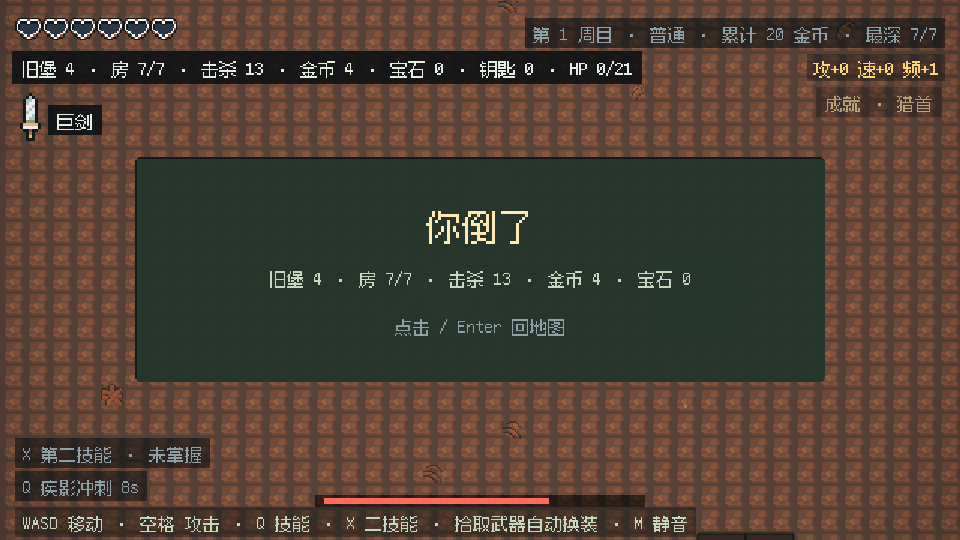 第 1 周目 · 普通 · 累计 20 金币 · 最深 7/7
旧堡 4 · 房 7/7 · 击杀 13 · 金币 4 · 宝石 0 · 钥匙 0 · HP 0/21
攻+0 速+0 频+1
成就 · 猎首
巨剑
你倒了
旧堡 4 · 房 7/7 · 击杀 13 · 金币 4 · 宝石 0
点击 / Enter 回地图
X 第二技能 · 未掌握
Q 疾影冲刺 8s
WASD 移动 · 空格 攻击 · Q 技能 · X 二技能 · 拾取武器自动换装 · M 静音